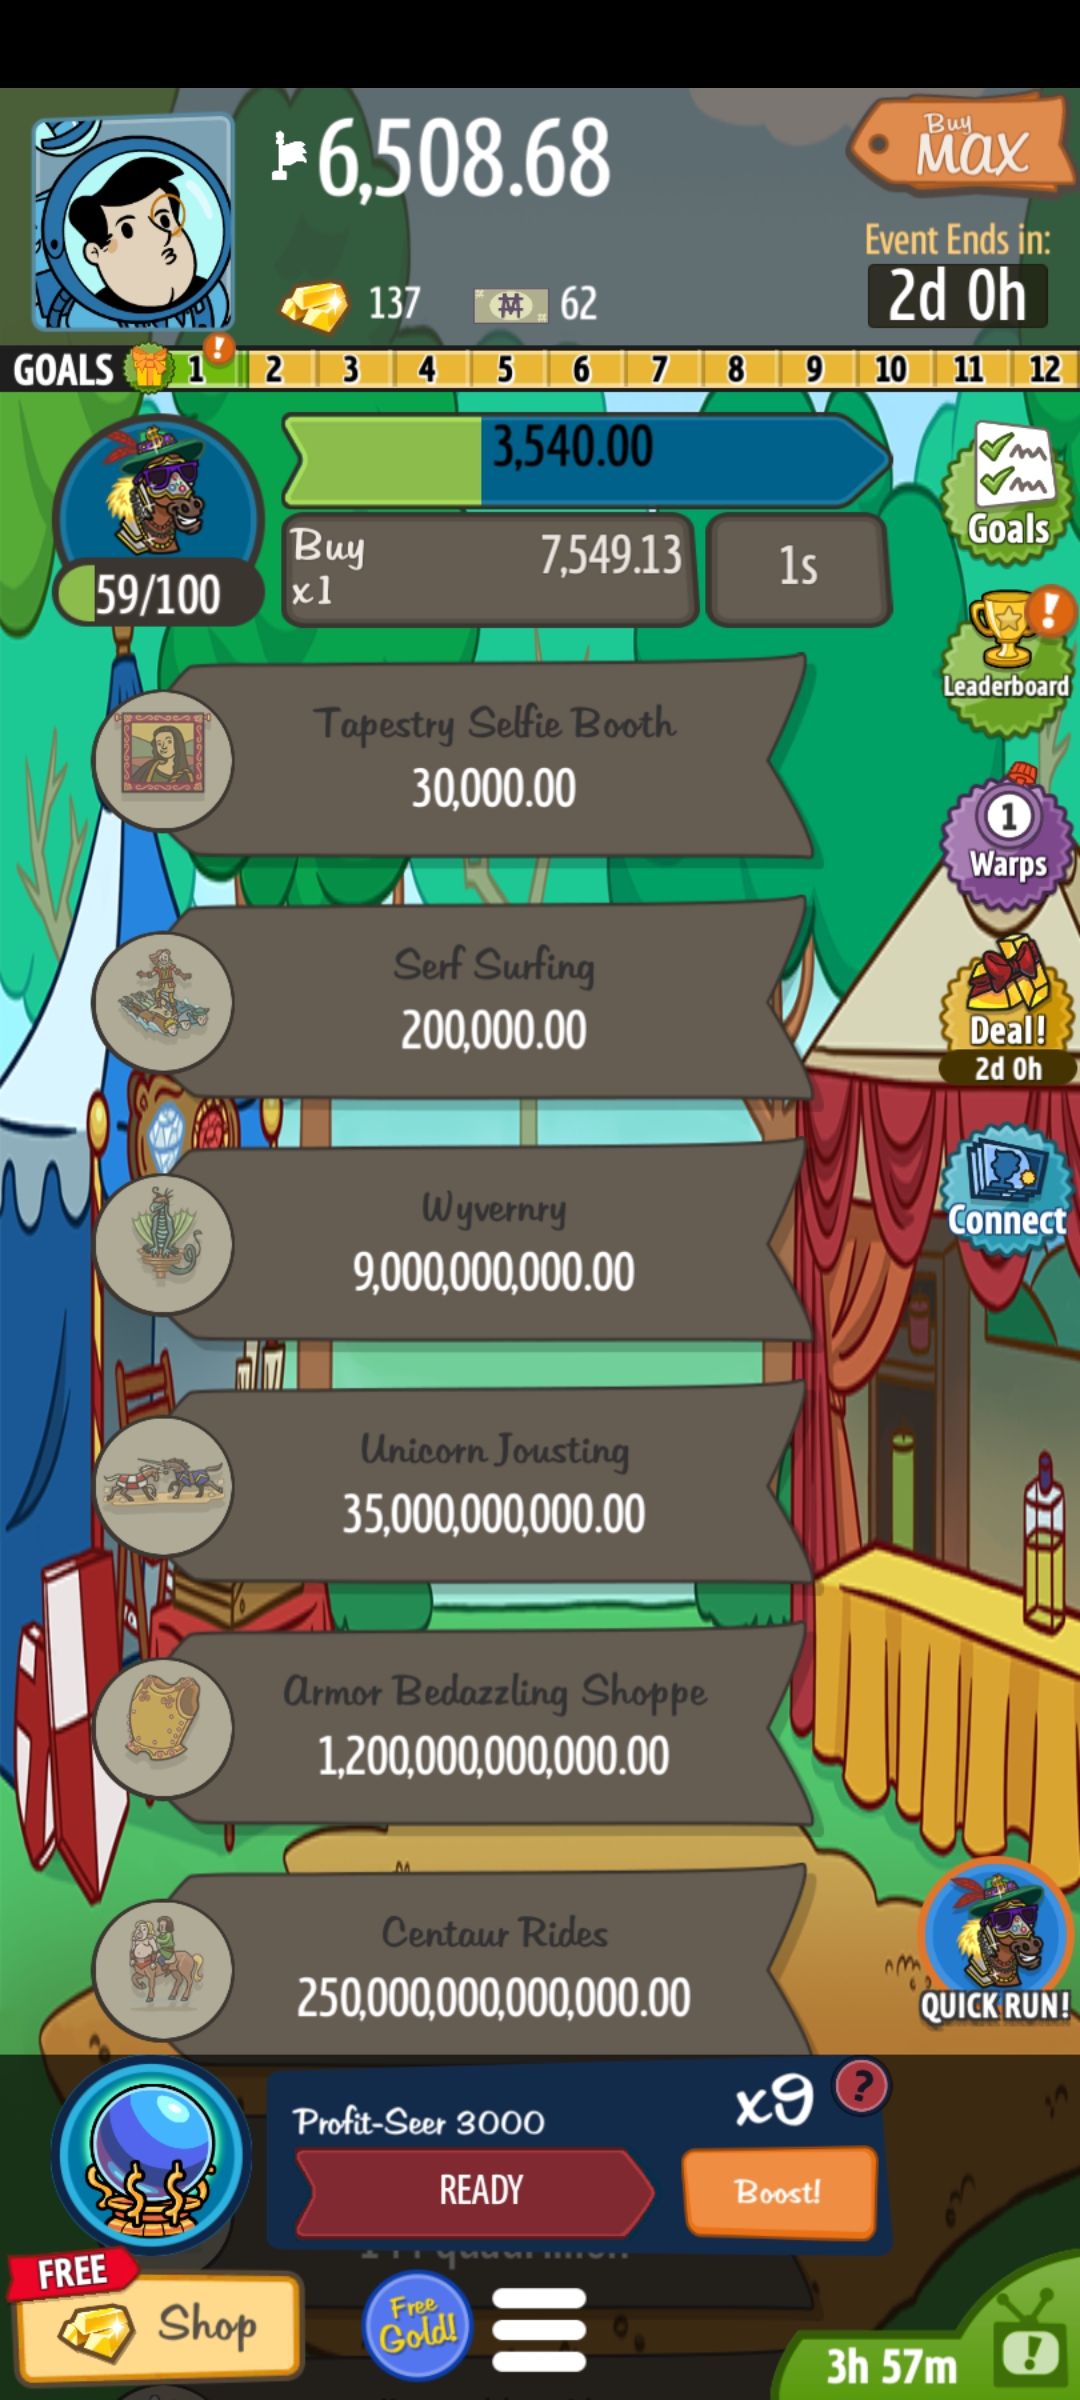 6,508.68
Buy
MAX
Event Ends in:
2d 0h
137
62
GOALS 1 ! 2 3 4 5 6 7 8 9 10 11 12
3,540.00
Buy
x1
7,549.13
1s
59/100
Goals
!
Leaderboard
Tapestry Selfie Booth
30,000.00
1
Warps
Serf Surfing
200,000.00
Deal!
2d 0h
Wyvernry
9,000,000,000.00
Connect
Unicorn Jousting
35,000,000,000.00
Armor Bedazzling Shoppe
1,200,000,000,000.00
Centaur Rides
250,000,000,000,000.00
QUICK RUN!
Profit-Seer 3000
x9
?
READY
Boost!
FREE
Shop
Free
Gold!
3h 57m
!